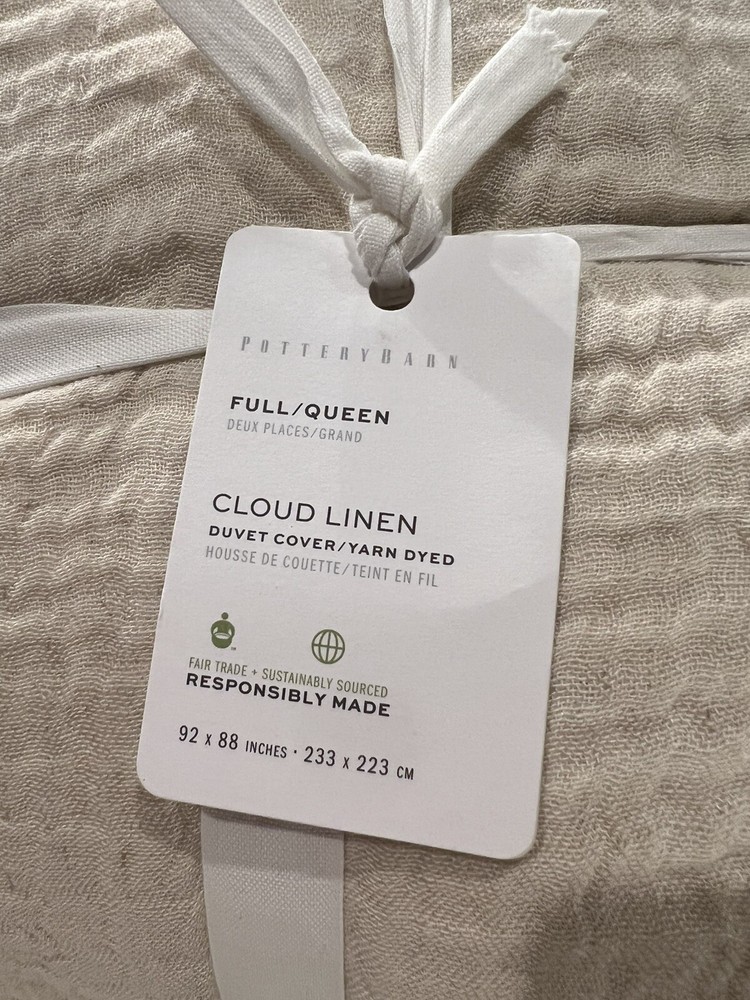 POTTERYBARN
FULL/QUEEN
DEUX PLACES/GRAND
CLOUD LINEN
DUVET COVER/YARN DYED
HOUSSE DE COUETTE/TEINT EN FIL
FAIR TRADE + SUSTAINABLY SOURCED
RESPONSIBLY MADE
92 X 88 INCHES · 233 X 223 CM